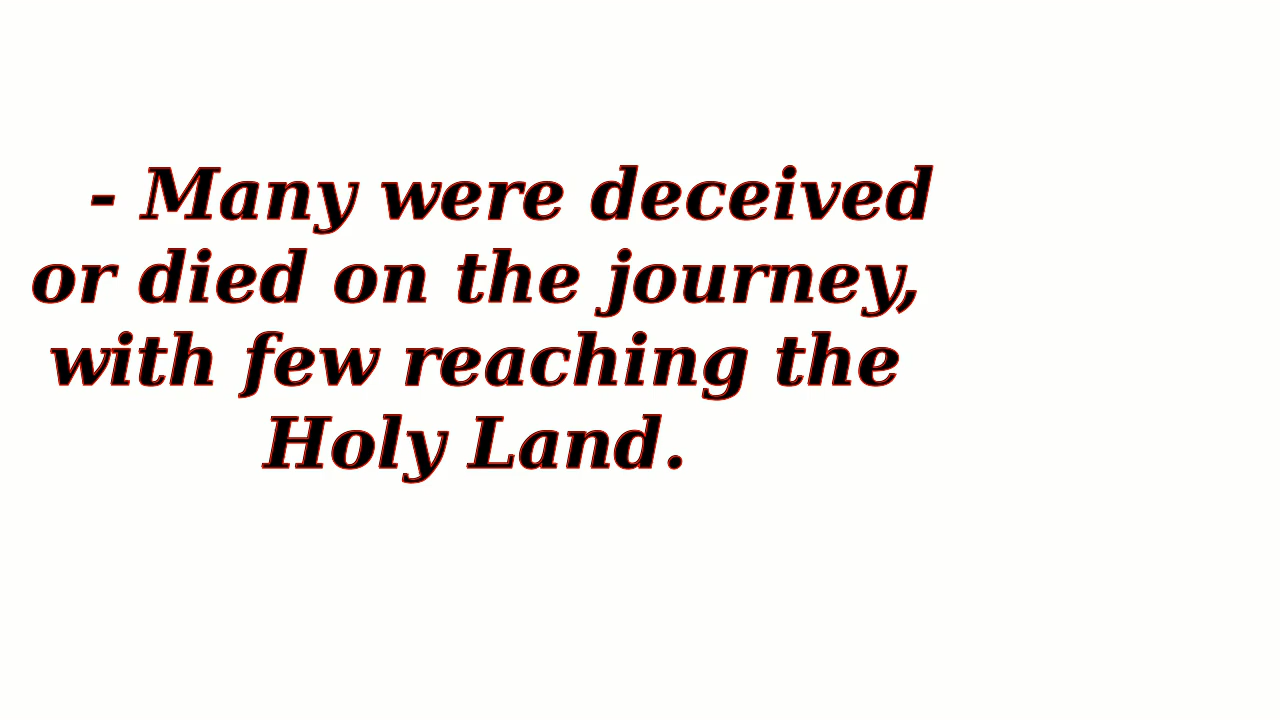 - Many were deceived
or died on the journey,
with few reaching the
Holy Land.